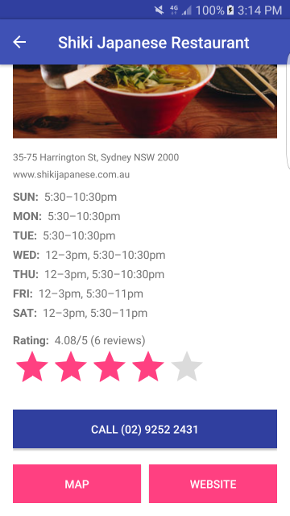 4G 100% 3:14 PM
Shiki Japanese Restaurant
35-75 Harrington St, Sydney NSW 2000
www.shikijapanese.com.au
SUN: 5:30–10:30pm
MON: 5:30–10:30pm
TUE: 5:30–10:30pm
WED: 12–3pm, 5:30–10:30pm
THU: 12–3pm, 5:30–10:30pm
FRI: 12–3pm, 5:30–11pm
SAT: 12–3pm, 5:30–11pm
Rating: 4.08/5 (6 reviews)
CALL (02) 9252 2431
MAP WEBSITE